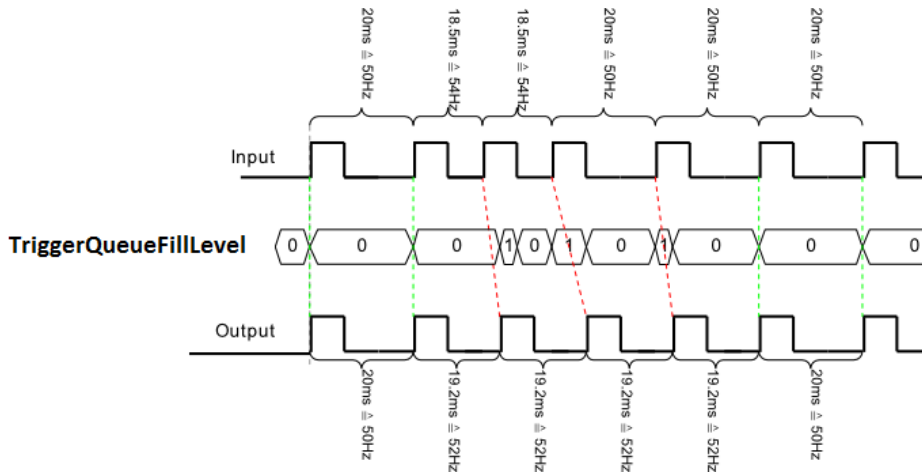 20ms ≙ 50Hz
18.5ms ≙ 54Hz
18.5ms ≙ 54Hz
20ms ≙ 50Hz
20ms ≙ 50Hz
20ms ≙ 50Hz
Input
TriggerQueueFillLevel
0 0 0 1 0 1 0 1 0 0 0
Output
20ms ≙ 50Hz
19.2ms ≙ 52Hz
19.2ms ≙ 52Hz
19.2ms ≙ 52Hz
19.2ms ≙ 52Hz
20ms ≙ 50Hz